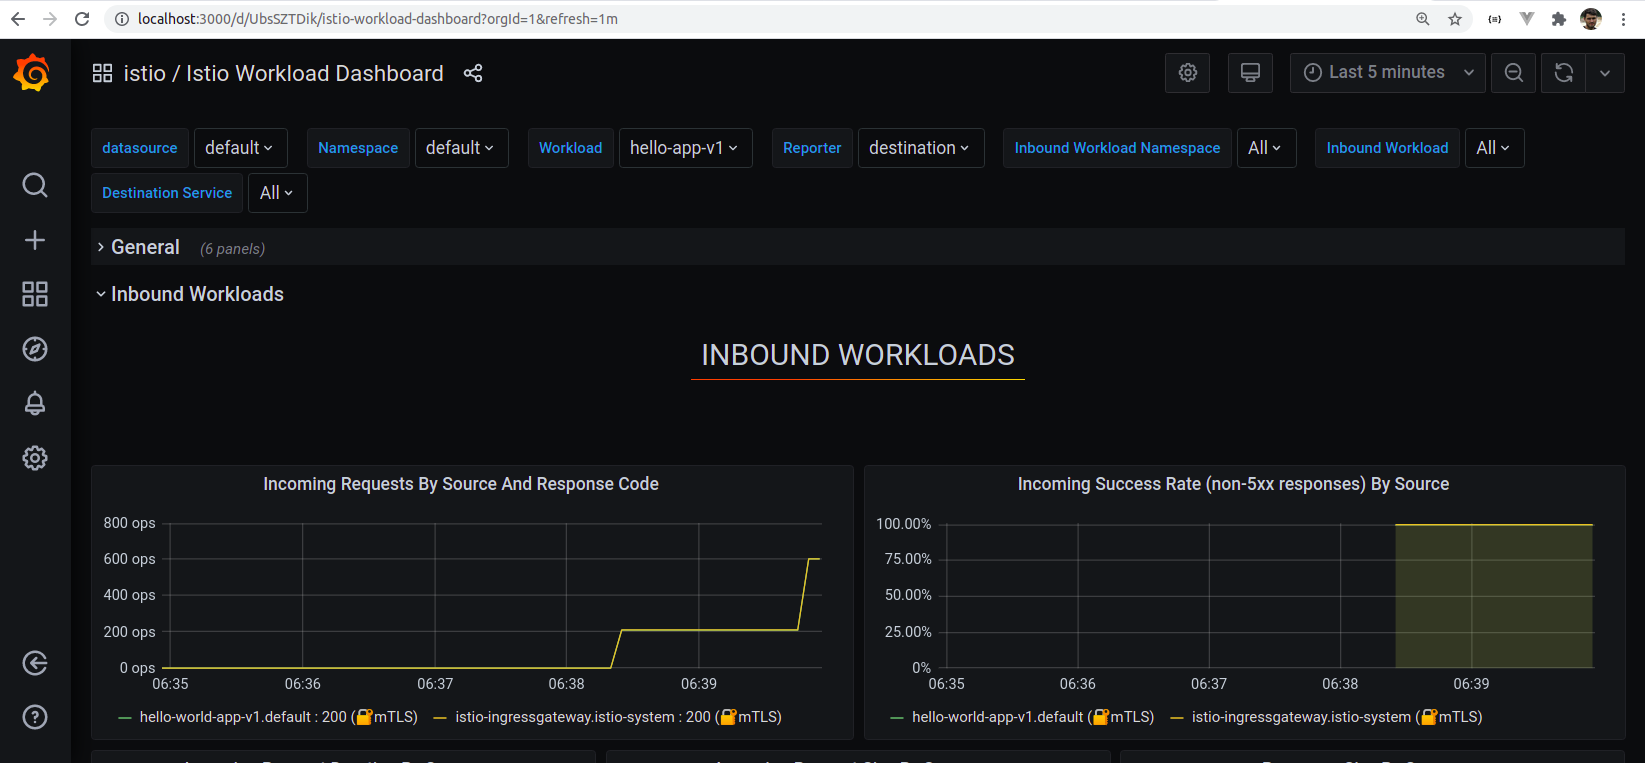 localhost:3000/d/UbsSZTDik/istio-workload-dashboard?orgId=1&refresh=1m
istio / Istio Workload Dashboard
Last 5 minutes
datasource default Namespace default Workload hello-app-v1 Reporter destination Inbound Workload Namespace All Inbound Workload All
Destination Service All
General (6 panels)
Inbound Workloads
INBOUND WORKLOADS
Incoming Requests By Source And Response Code
800 ops
600 ops
400 ops
200 ops
0 ops
06:35 06:36 06:37 06:38 06:39
hello-world-app-v1.default : 200 (🔐mTLS) istio-ingressgateway.istio-system : 200 (🔐mTLS)
Incoming Success Rate (non-5xx responses) By Source
100.00%
75.00%
50.00%
25.00%
0%
06:35 06:36 06:37 06:38 06:39
hello-world-app-v1.default (🔐mTLS) istio-ingressgateway.istio-system (🔐mTLS)